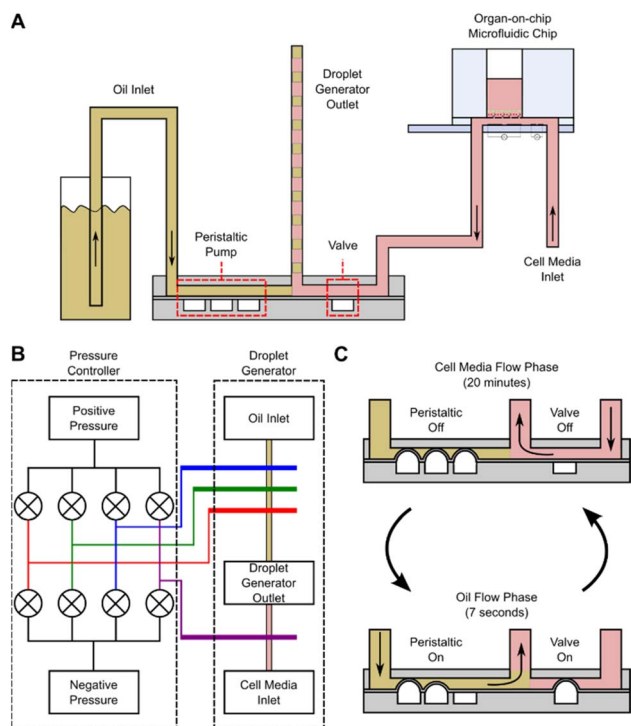 A
Organ-on-chip
Microfluidic Chip
Oil Inlet
Droplet
Generator
Outlet
Peristaltic
Pump
Valve
Cell Media
Inlet
B
Pressure
Controller
Droplet
Generator
Positive
Pressure
Oil Inlet
Droplet
Generator
Outlet
Negative
Pressure
Cell Media
Inlet
C
Cell Media Flow Phase
(20 minutes)
Peristaltic
Off
Valve
Off
Oil Flow Phase
(7 seconds)
Peristaltic
On
Valve
On